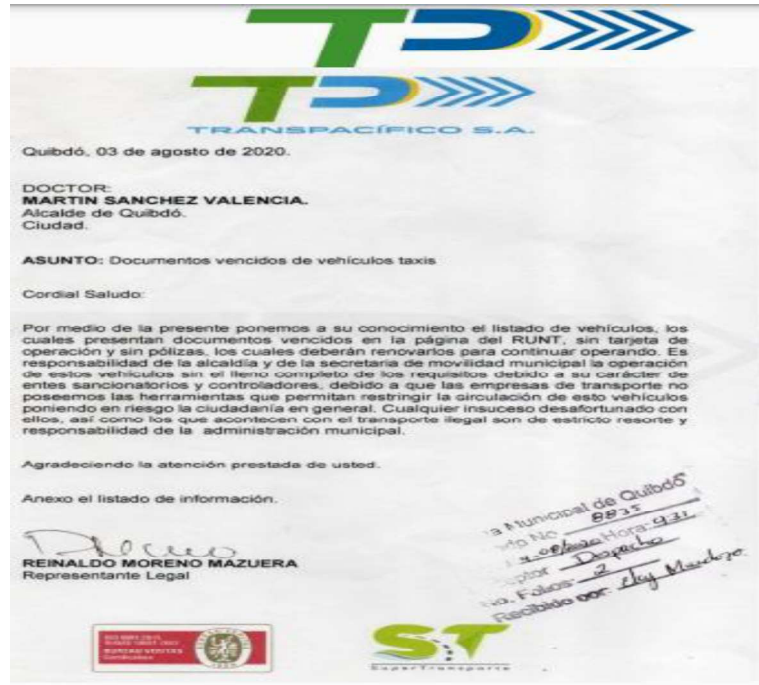 TP
TP
TRANSPACÍFICO S.A.
Quibdó, 03 de agosto de 2020.
DOCTOR:
MARTIN SANCHEZ VALENCIA.
Alcalde de Quibdó.
Ciudad.
ASUNTO: Documentos vencidos de vehículos taxis
Cordial Saludo:
Por medio de la presente ponemos a su conocimiento el listado de vehículos, los
cuales presentan documentos vencidos en la página del RUNT, sin tarjeta de
operación y sin pólizas, los cuales deberán renovarlos para continuar operando. Es
responsabilidad de la alcaldía y de la secretaria de movilidad municipal la operación
de estos vehículos sin el lleno completo de los requisitos debido a su carácter de
entes sancionatorios y controladores, debido a que las empresas de transporte no
poseemos las herramientas que permitan restringir la circulación de esto vehículos
poniendo en riesgo la ciudadanía en general. Cualquier insuceso desafortunado con
ellos, así como los que acontecen con el transporte ilegal son de estricto resorte y
responsabilidad de la administración municipal.
Agradeciendo la atención prestada de usted.
Anexo el listado de información.
REINALDO MORENO MAZUERA
Representante Legal
a Municipal de Quibdó
No. 8835
Hora: 9:31
Despacho
No. Folios: 2
Recibido por:
BUREAU VERITAS
Certification
ST
SuperTransporte